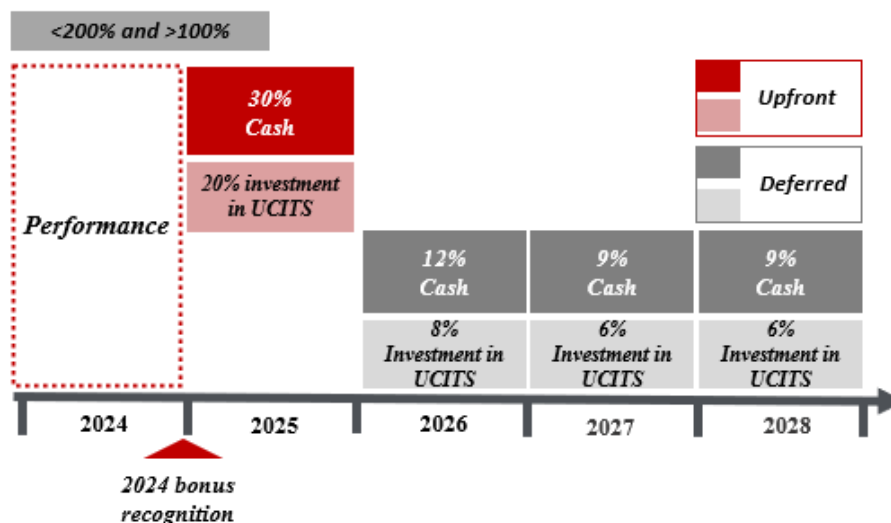 <200% and >100%
30%
Cash
Upfront
20% investment
in UCITS
Deferred
Performance
12%
Cash
9%
Cash
9%
Cash
8%
Investment in
UCITS
6%
Investment in
UCITS
6%
Investment in
UCITS
2024
2025
2026
2027
2028
2024 bonus
recognition